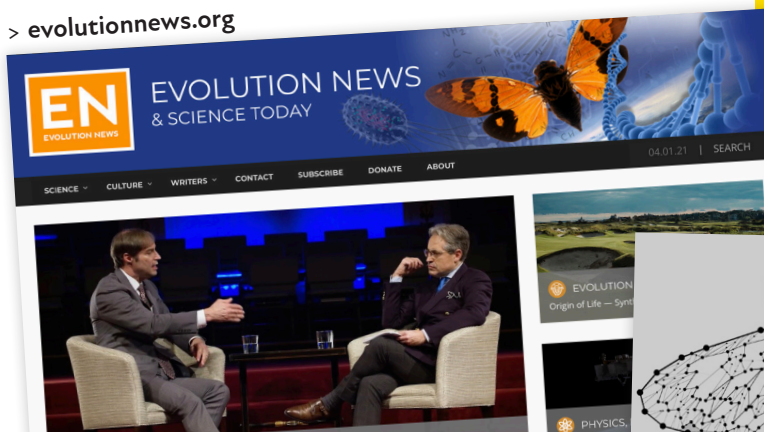 > evolutionnews.org
EN
EVOLUTION NEWS
EVOLUTION NEWS
& SCIENCE TODAY
04.01.21 | SEARCH
SCIENCE CULTURE WRITERS CONTACT SUBSCRIBE DONATE ABOUT
EVOLUTION
Origin of Life —
PHYSICS,